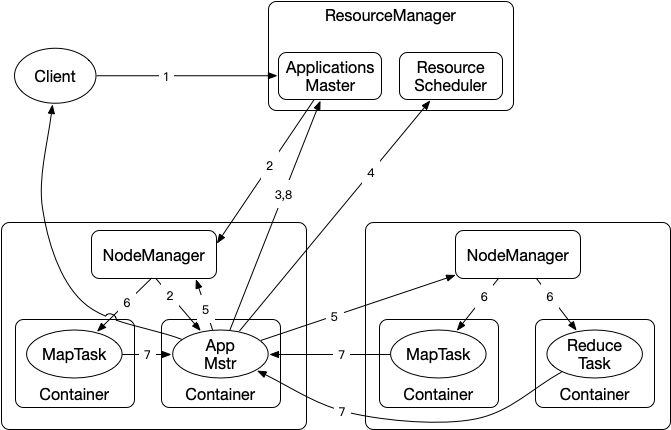 ResourceManager
Client
1
Applications
Master
Resource
Scheduler
2
3,8
4
NodeManager
NodeManager
6
2
5
5
6
6
MapTask
7
App
Mstr
7
MapTask
Reduce
Task
Container
Container
Container
Container
7